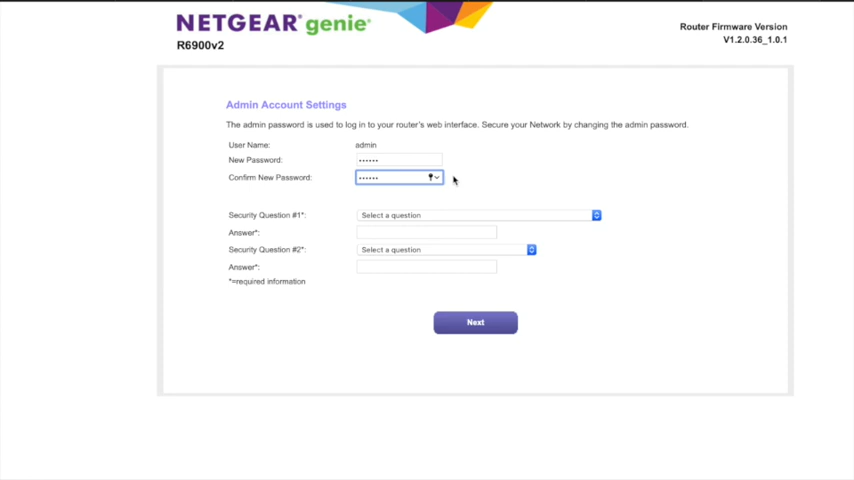 NETGEAR genie
R6900v2
Router Firmware Version
V1.2.0.36_1.0.1
Admin Account Settings
The admin password is used to log in to your router's web interface. Secure your Network by changing the admin password.
User Name: admin
New Password: ••••••
Confirm New Password: ••••••
Security Question #1*: Select a question
Answer*:
Security Question #2*: Select a question
Answer*:
*=required information
Next